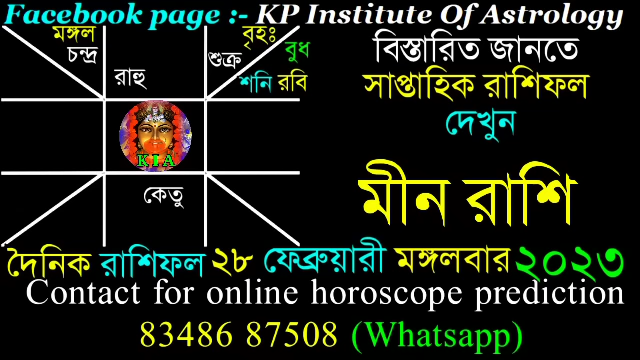 Facebook page :- KP Institute Of Astrology
মঙ্গল
চন্দ্র
রাহু
বৃহঃ
বুধ
শুক্র
শনি রবি
KIA
কেতু
বিস্তারিত জানতে
সাপ্তাহিক রাশিফল
দেখুন
মীন রাশি
দৈনিক রাশিফল ২৮ ফেব্রুয়ারী মঙ্গলবার ২০২৩
Contact for online horoscope prediction
83486 87508 (Whatsapp)